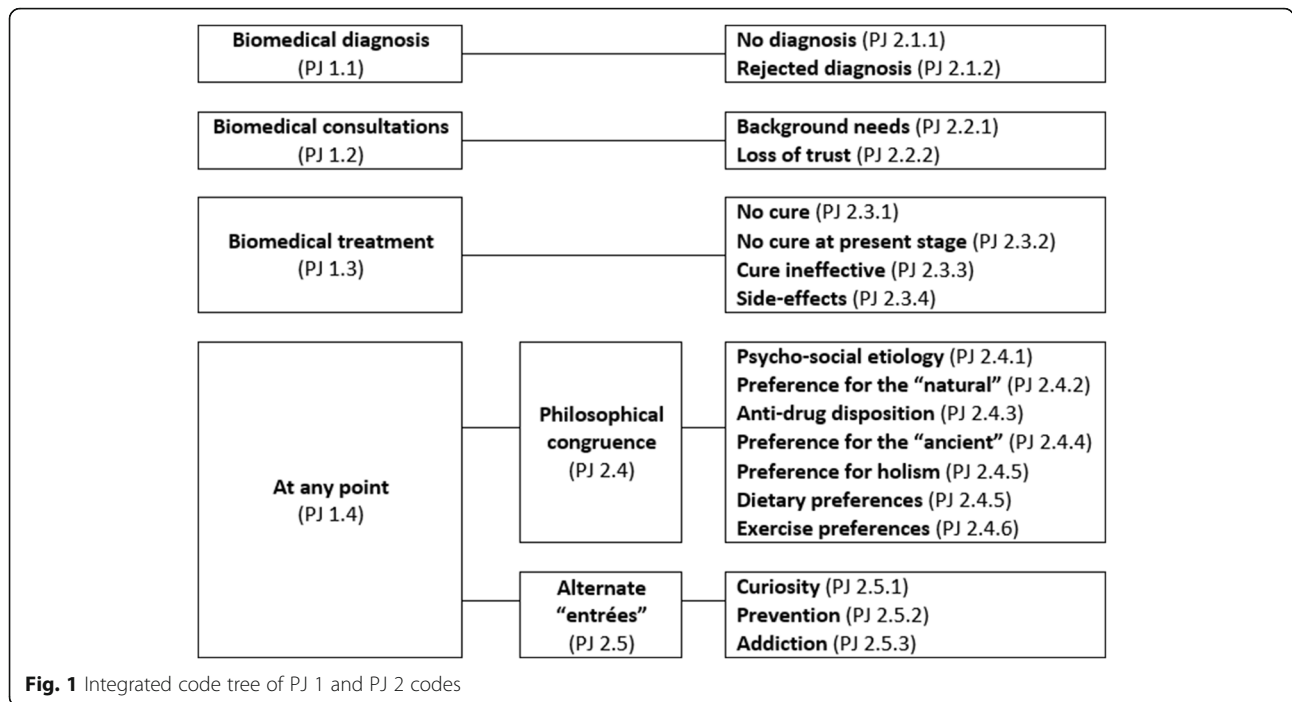 Biomedical diagnosis
(PJ 1.1)
No diagnosis (PJ 2.1.1)
Rejected diagnosis (PJ 2.1.2)
Biomedical consultations
(PJ 1.2)
Background needs (PJ 2.2.1)
Loss of trust (PJ 2.2.2)
Biomedical treatment
(PJ 1.3)
No cure (PJ 2.3.1)
No cure at present stage (PJ 2.3.2)
Cure ineffective (PJ 2.3.3)
Side-effects (PJ 2.3.4)
At any point
(PJ 1.4)
Philosophical
congruence
(PJ 2.4)
Psycho-social etiology (PJ 2.4.1)
Preference for the “natural” (PJ 2.4.2)
Anti-drug disposition (PJ 2.4.3)
Preference for the “ancient” (PJ 2.4.4)
Preference for holism (PJ 2.4.5)
Dietary preferences (PJ 2.4.5)
Exercise preferences (PJ 2.4.6)
Alternate
“entrées”
(PJ 2.5)
Curiosity (PJ 2.5.1)
Prevention (PJ 2.5.2)
Addiction (PJ 2.5.3)
Fig. 1 Integrated code tree of PJ 1 and PJ 2 codes